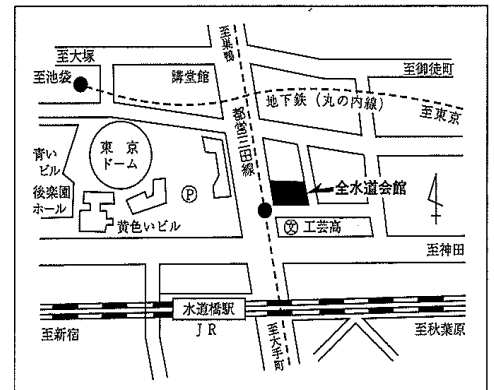 至巣鴨
至大塚
至御徒町
至池袋
講堂館
地下鉄（丸の内線）
至東京
都営三田線
東京
ドーム
青い
ビル
後楽園
ホール
Ⓟ
黄色いビル
全水道会館
文 工芸高
至神田
水道橋駅
JR
至新宿
至大手町
至秋葉原